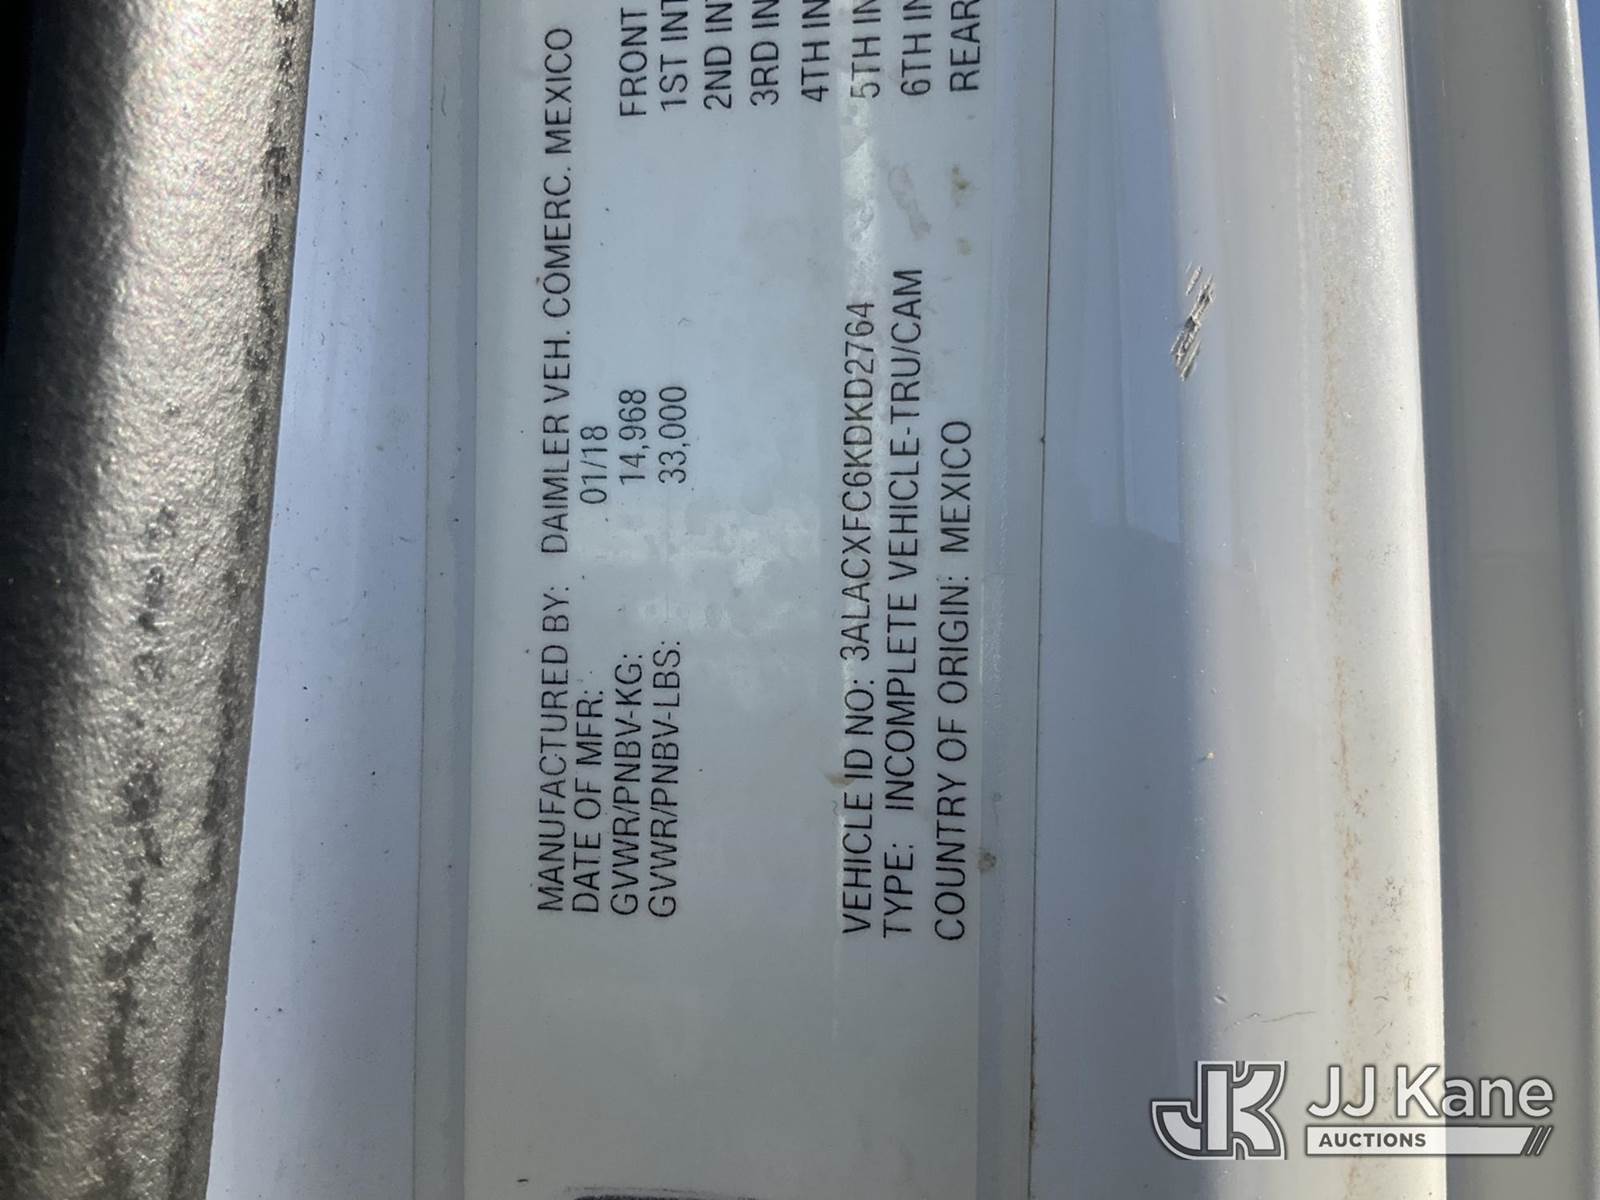 MANUFACTURED BY: DAIMLER VEH. COMERC. MEXICO
DATE OF MFR: 01/18
GVWR/PNBV-KG: 14,968
GVWR/PNBV-LBS: 33,000
FRONT
1ST INT
2ND INT
3RD IN
4TH IN
5TH IN
6TH IN
REAR
VEHICLE ID NO: 3ALACXFC6KDKD2764
TYPE: INCOMPLETE VEHICLE-TRU/CAM
COUNTRY OF ORIGIN: MEXICO
JK JJ Kane
AUCTIONS